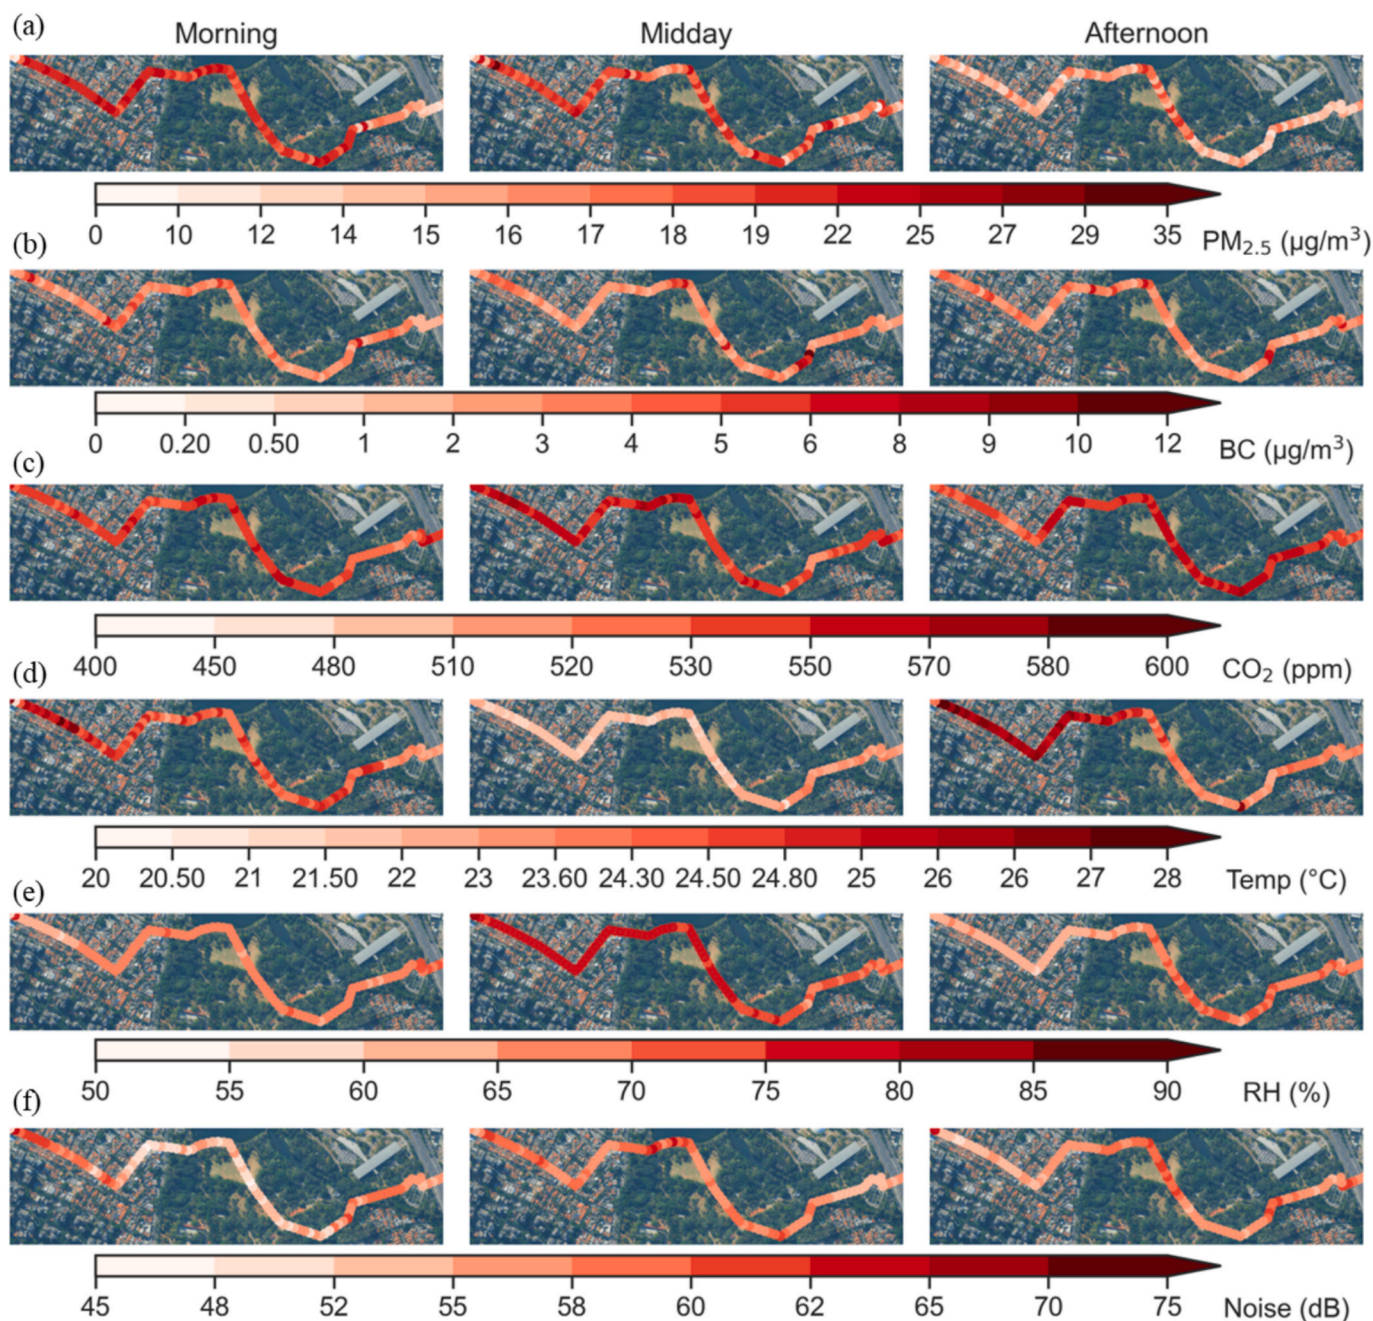 (a)
Morning Midday Afternoon
0 10 12 14 15 16 17 18 19 22 25 27 29 35 PM2.5 (µg/m3)
(b)
0 0.20 0.50 1 2 3 4 5 6 8 9 10 12 BC (µg/m3)
(c)
400 450 480 510 520 530 550 570 580 600 CO2 (ppm)
(d)
20 20.50 21 21.50 22 23 23.60 24.30 24.50 24.80 25 26 26 27 28 Temp (°C)
(e)
50 55 60 65 70 75 80 85 90 RH (%)
(f)
45 48 52 55 58 60 62 65 70 75 Noise (dB)